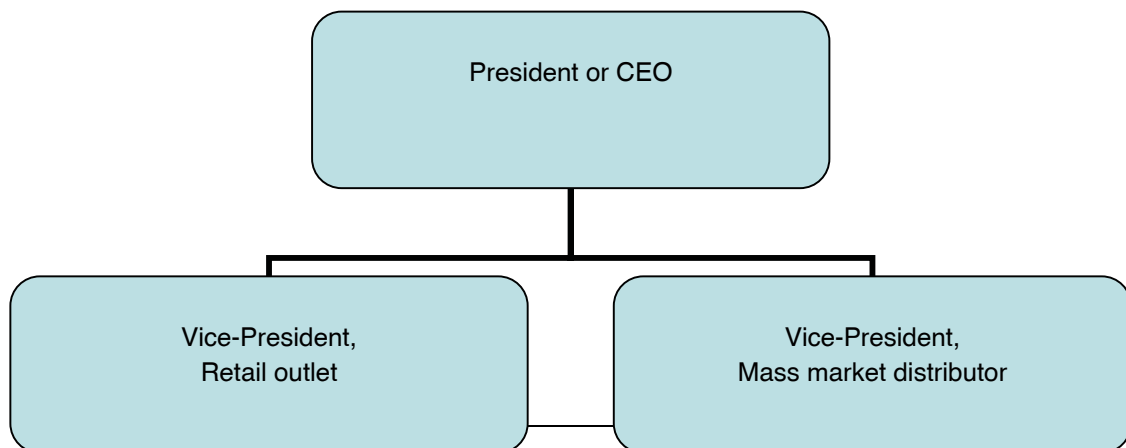 President or CEO
Vice-President,
Retail outlet
Vice-President,
Mass market distributor